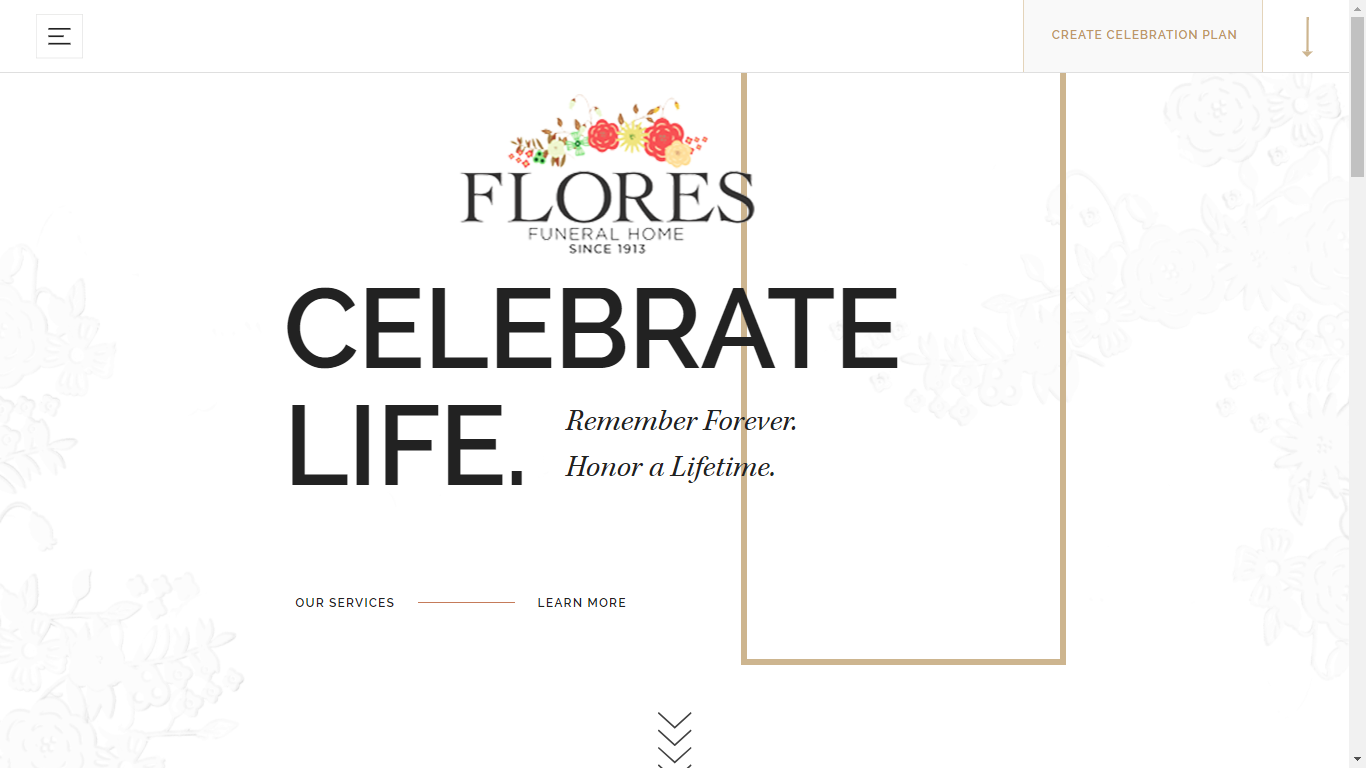 CREATE CELEBRATION PLAN
FLORES
FUNERAL HOME
SINCE 1913
CELEBRATE
LIFE.
Remember Forever.
Honor a Lifetime.
OUR SERVICES
LEARN MORE